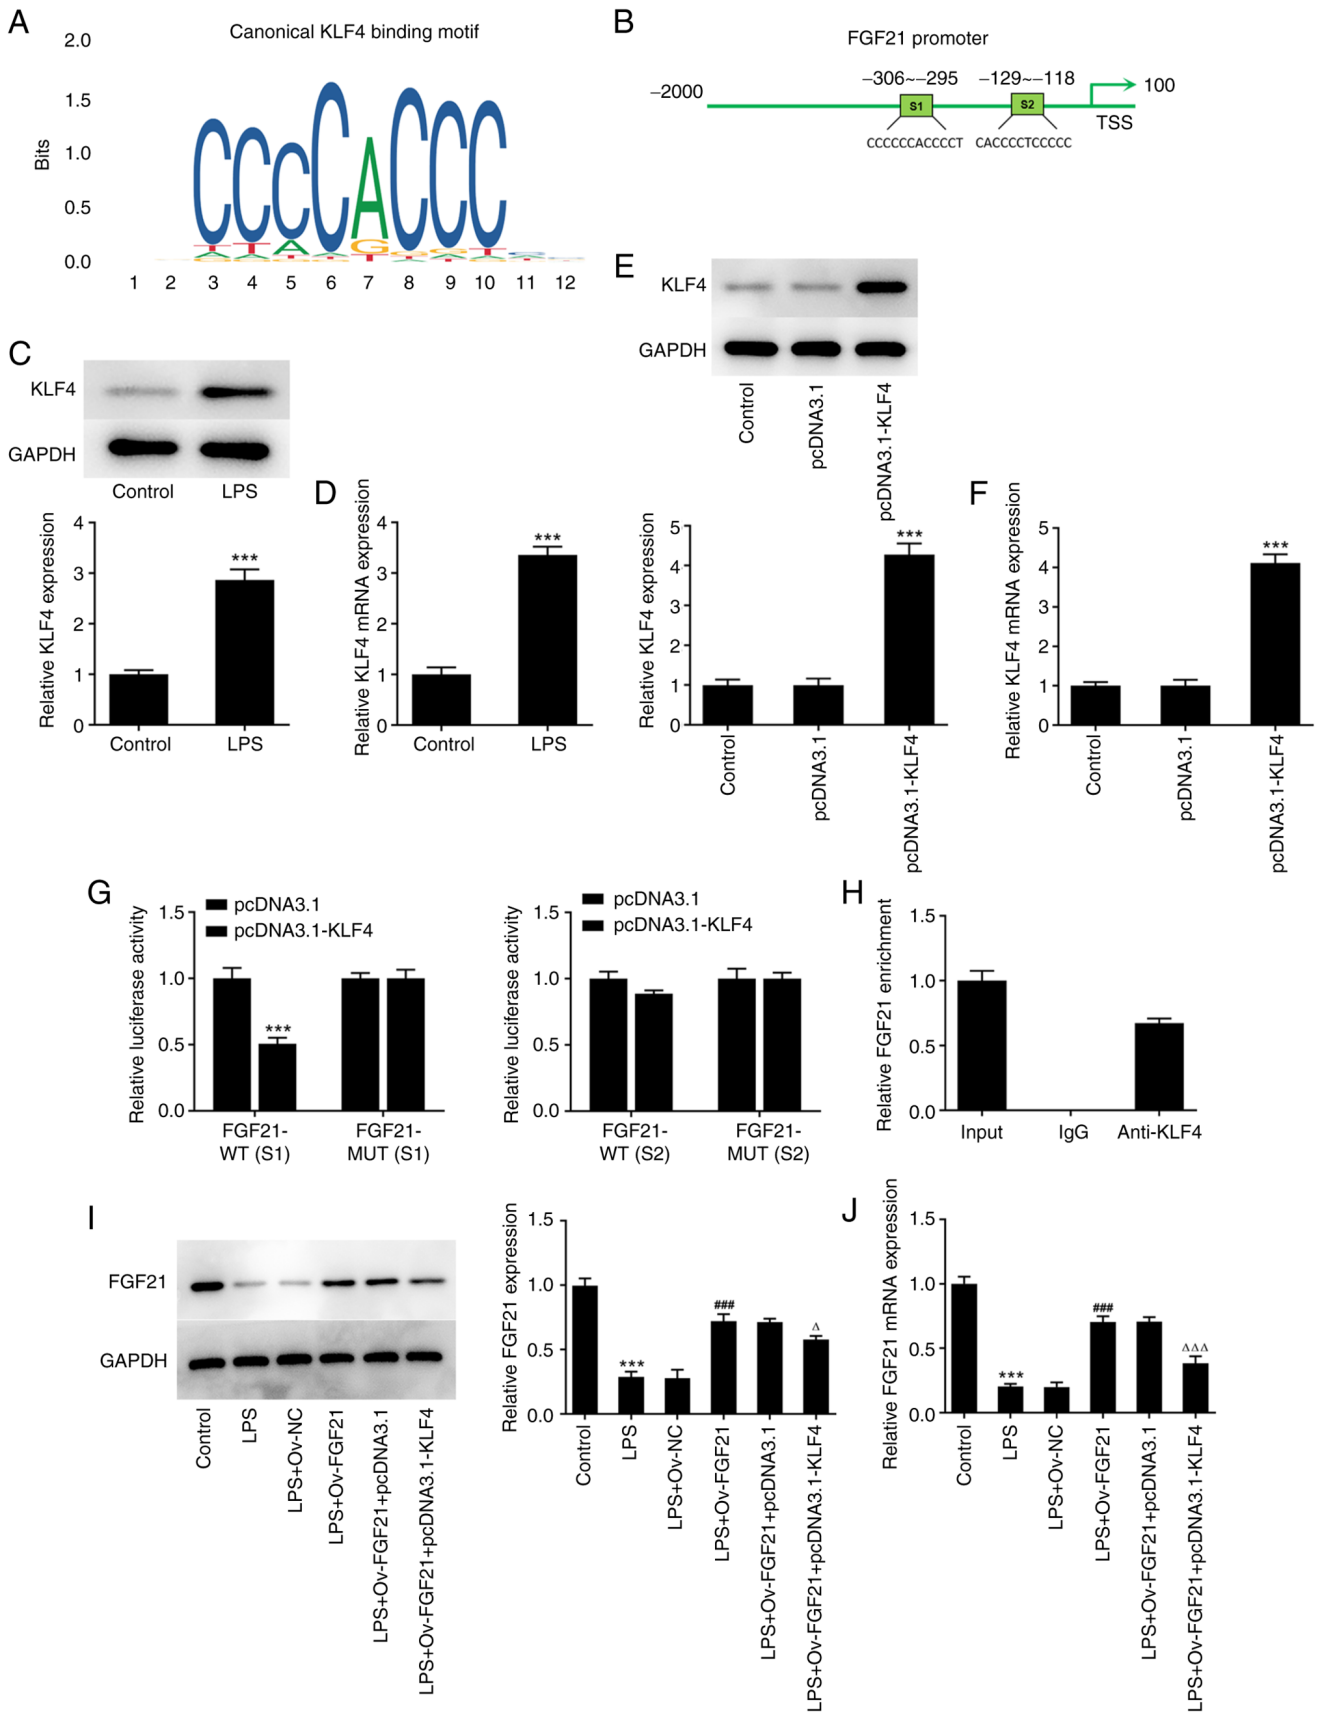 A
Canonical KLF4 binding motif
2.0
1.5
1.0
0.5
0.0
Bits
CCCCACCC
1 2 3 4 5 6 7 8 9 10 11 12
B
FGF21 promoter
−306~−295 −129~−118
−2000 S1 S2 100
TSS
CCCCCCACCCCT CACCCCTCCCCC
C
KLF4
GAPDH
Control LPS
Relative KLF4 expression
4
3
2
1
0
Control LPS
D
Relative KLF4 mRNA expression
4
3
2
1
0
***
***
Control LPS
E
KLF4
GAPDH
Control
pcDNA3.1
pcDNA3.1-KLF4
Relative KLF4 expression
5
4
3
2
1
0
***
Control
pcDNA3.1
pcDNA3.1-KLF4
F
Relative KLF4 mRNA expression
5
4
3
2
1
0
***
Control
pcDNA3.1
pcDNA3.1-KLF4
G
pcDNA3.1
pcDNA3.1-KLF4
Relative luciferase activity
1.5
1.0
0.5
0.0
***
FGF21-
WT (S1)
FGF21-
MUT (S1)
pcDNA3.1
pcDNA3.1-KLF4
Relative luciferase activity
1.5
1.0
0.5
0.0
FGF21-
WT (S2)
FGF21-
MUT (S2)
H
Relative FGF21 enrichment
1.5
1.0
0.5
0.0
Input IgG Anti-KLF4
I
FGF21
GAPDH
Control
LPS
LPS+Ov-NC
LPS+Ov-FGF21
LPS+Ov-FGF21+pcDNA3.1
LPS+Ov-FGF21+pcDNA3.1-KLF4
Relative FGF21 expression
1.5
1.0
0.5
0.0
***
###
Δ
Control
LPS
LPS+Ov-NC
LPS+Ov-FGF21
LPS+Ov-FGF21+pcDNA3.1
LPS+Ov-FGF21+pcDNA3.1-KLF4
J
Relative FGF21 mRNA expression
1.5
1.0
0.5
0.0
***
###
ΔΔΔ
Control
LPS
LPS+Ov-NC
LPS+Ov-FGF21
LPS+Ov-FGF21+pcDNA3.1
LPS+Ov-FGF21+pcDNA3.1-KLF4